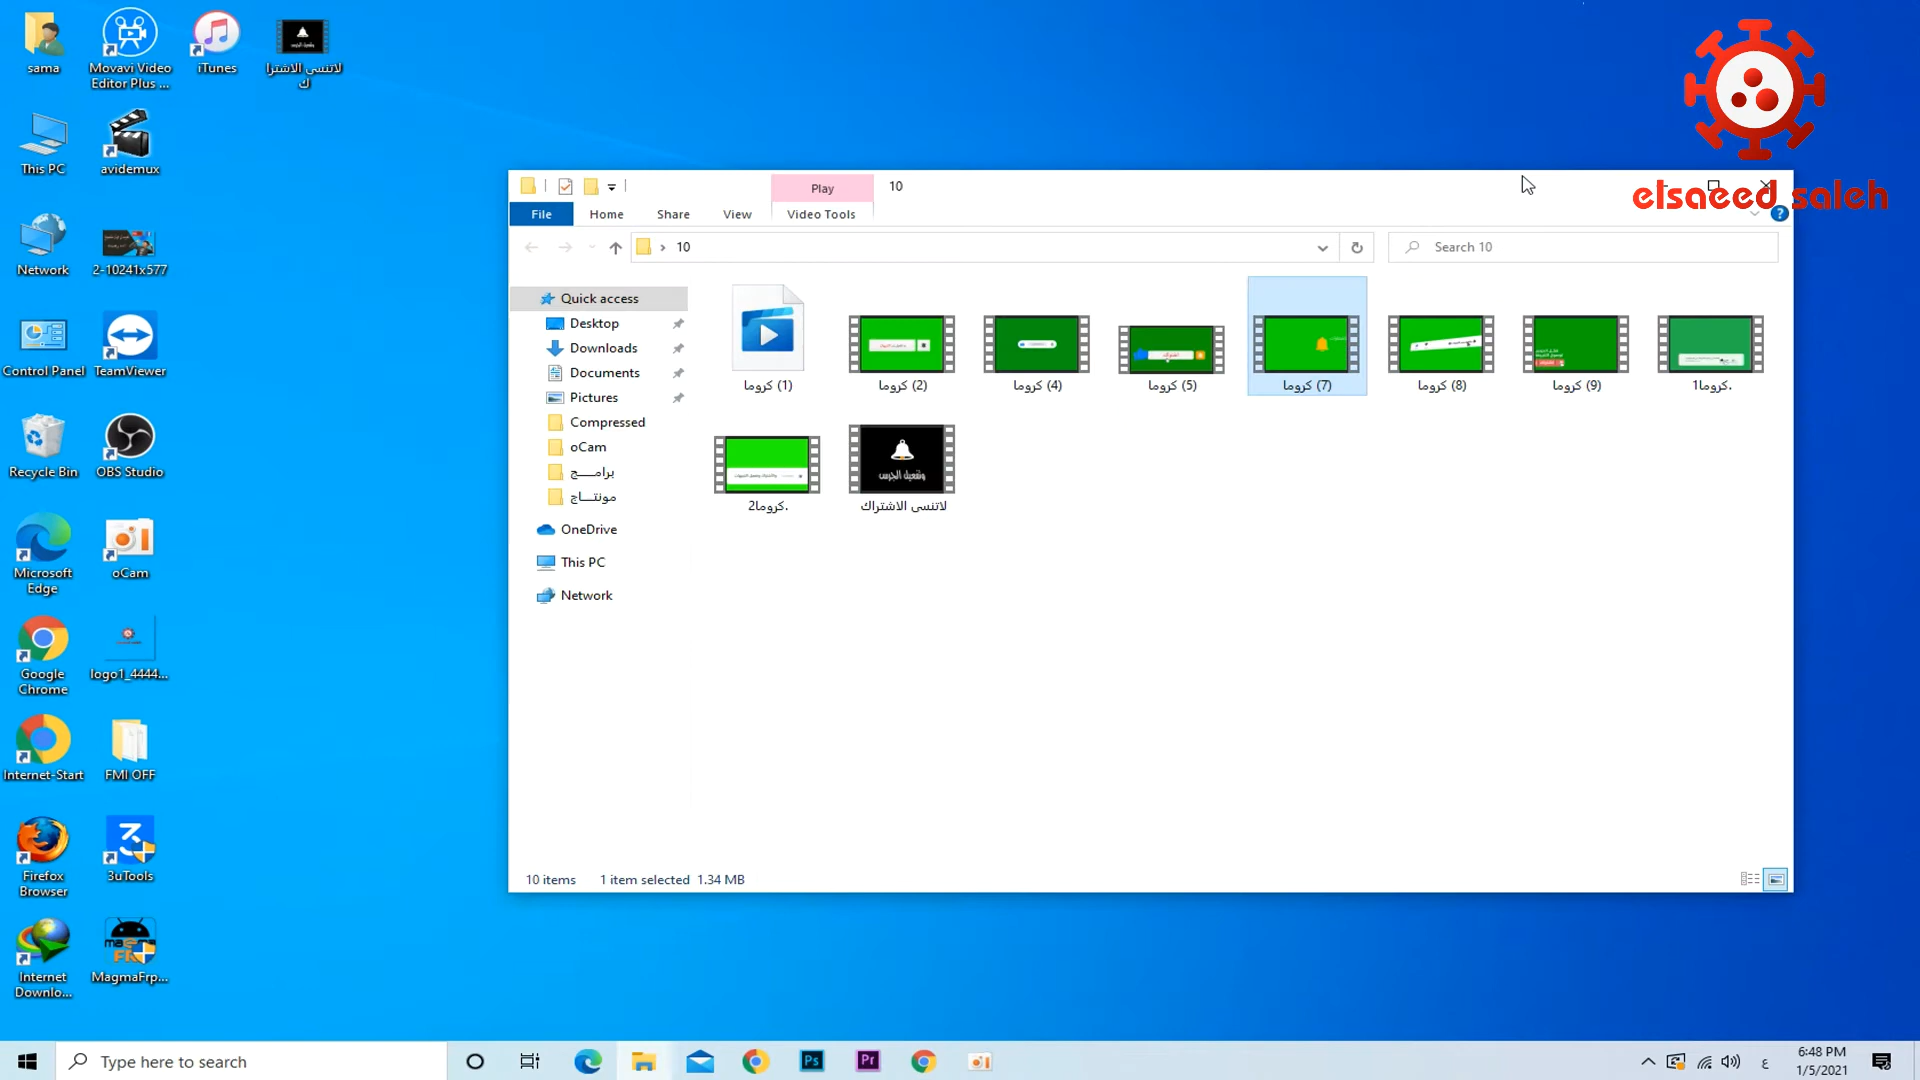 sama
Movavi Video
Editor Plus ...
iTunes
لاتنسى الاشترا
ك
This PC
avidemux
Network
2-10241x577
Control Panel
TeamViewer
Recycle Bin
OBS Studio
Microsoft
Edge
oCam
Google
Chrome
logo1_4444...
Internet-Start
FMI OFF
Firefox
Browser
3uTools
Internet
Downlo...
MagmaFrp...
elsaeed saleh
Play
10
File
Home
Share
View
Video Tools
10
Search 10
Quick access
Desktop
Downloads
Documents
Pictures
Compressed
oCam
برامـــج
مونتـــاج
OneDrive
This PC
Network
كروما (1)
كروما (2)
كروما (4)
كروما (5)
كروما (7)
كروما (8)
كروما (9)
كروما1.
كروما2.
وتفعيل الجرس
لاتنسى الاشتراك
10 items
1 item selected 1.34 MB
Type here to search
Ps
Pr
ع
6:48 PM
1/5/2021